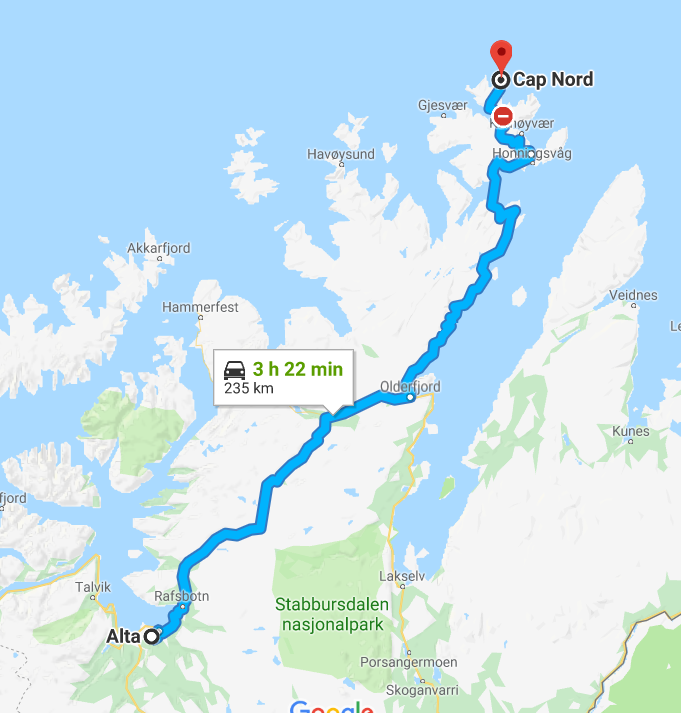 Cap Nord
Gjesvær
Honningsvåg
Havøysund
Akkarfjord
Hammerfest
Veidnes
3 h 22 min
235 km
Olderfjord
Kunes
fjord
Talvik
Rafsbotn
Lakselv
Stabbursdalen
nasjonalpark
Alta
Porsangermoen
Skoganvarri
Google